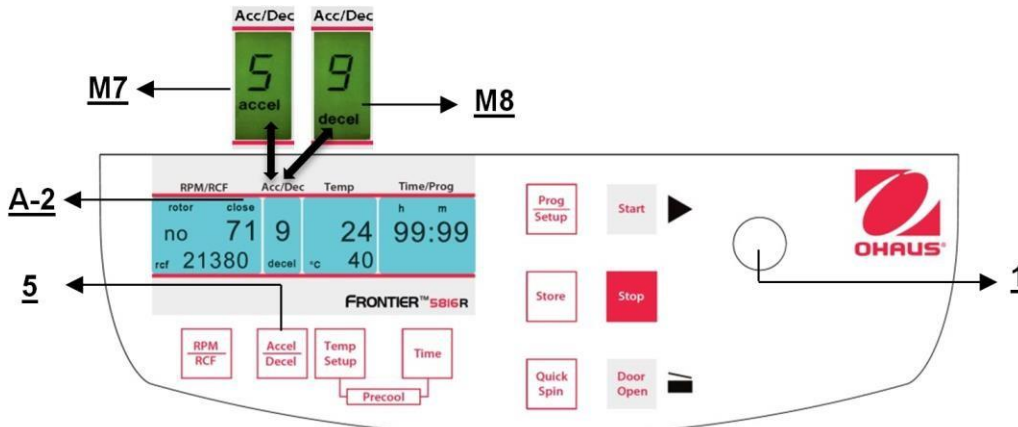 Acc/Dec
Acc/Dec
5
accel
9
decel
M7
M8
A-2
5
1
RPM/RCF
Acc/Dec
Temp
Time/Prog
rotor
close
no
71
rcf
21380
9
decel
24
°C
40
h
m
99:99
FRONTIER™5816R
RPM
RCF
Accel
Decel
Temp
Setup
Time
Precool
Prog
Setup
Start
Store
Stop
Quick
Spin
Door
Open
OHAUS®